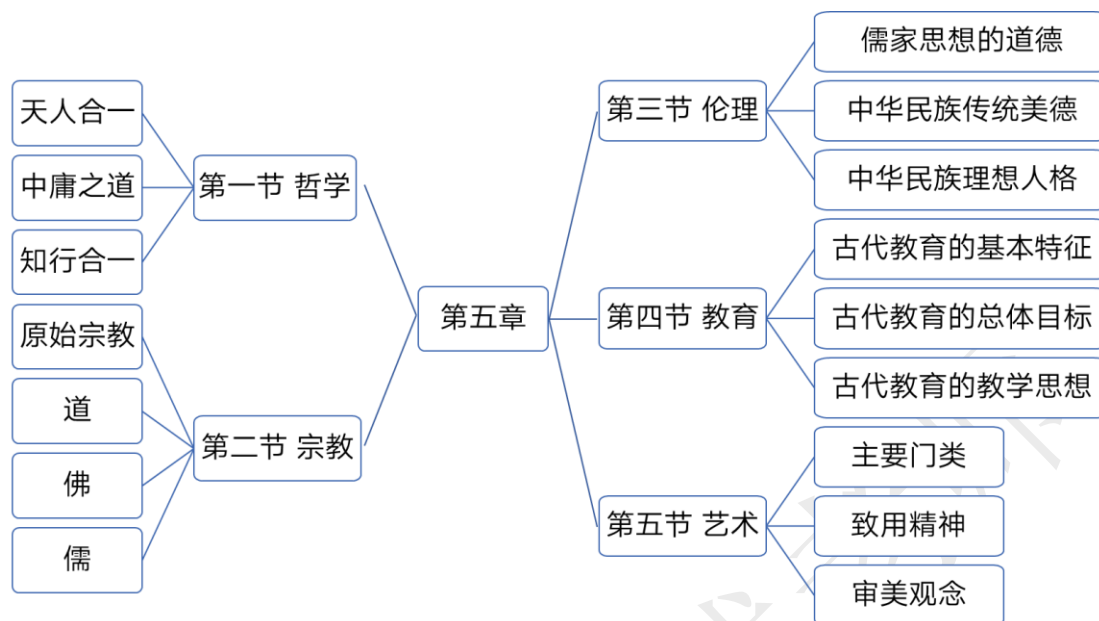 第五章
第一节 哲学
天人合一
中庸之道
知行合一
第二节 宗教
原始宗教
道
佛
儒
第三节 伦理
儒家思想的道德
中华民族传统美德
中华民族理想人格
第四节 教育
古代教育的基本特征
古代教育的总体目标
古代教育的教学思想
第五节 艺术
主要门类
致用精神
审美观念